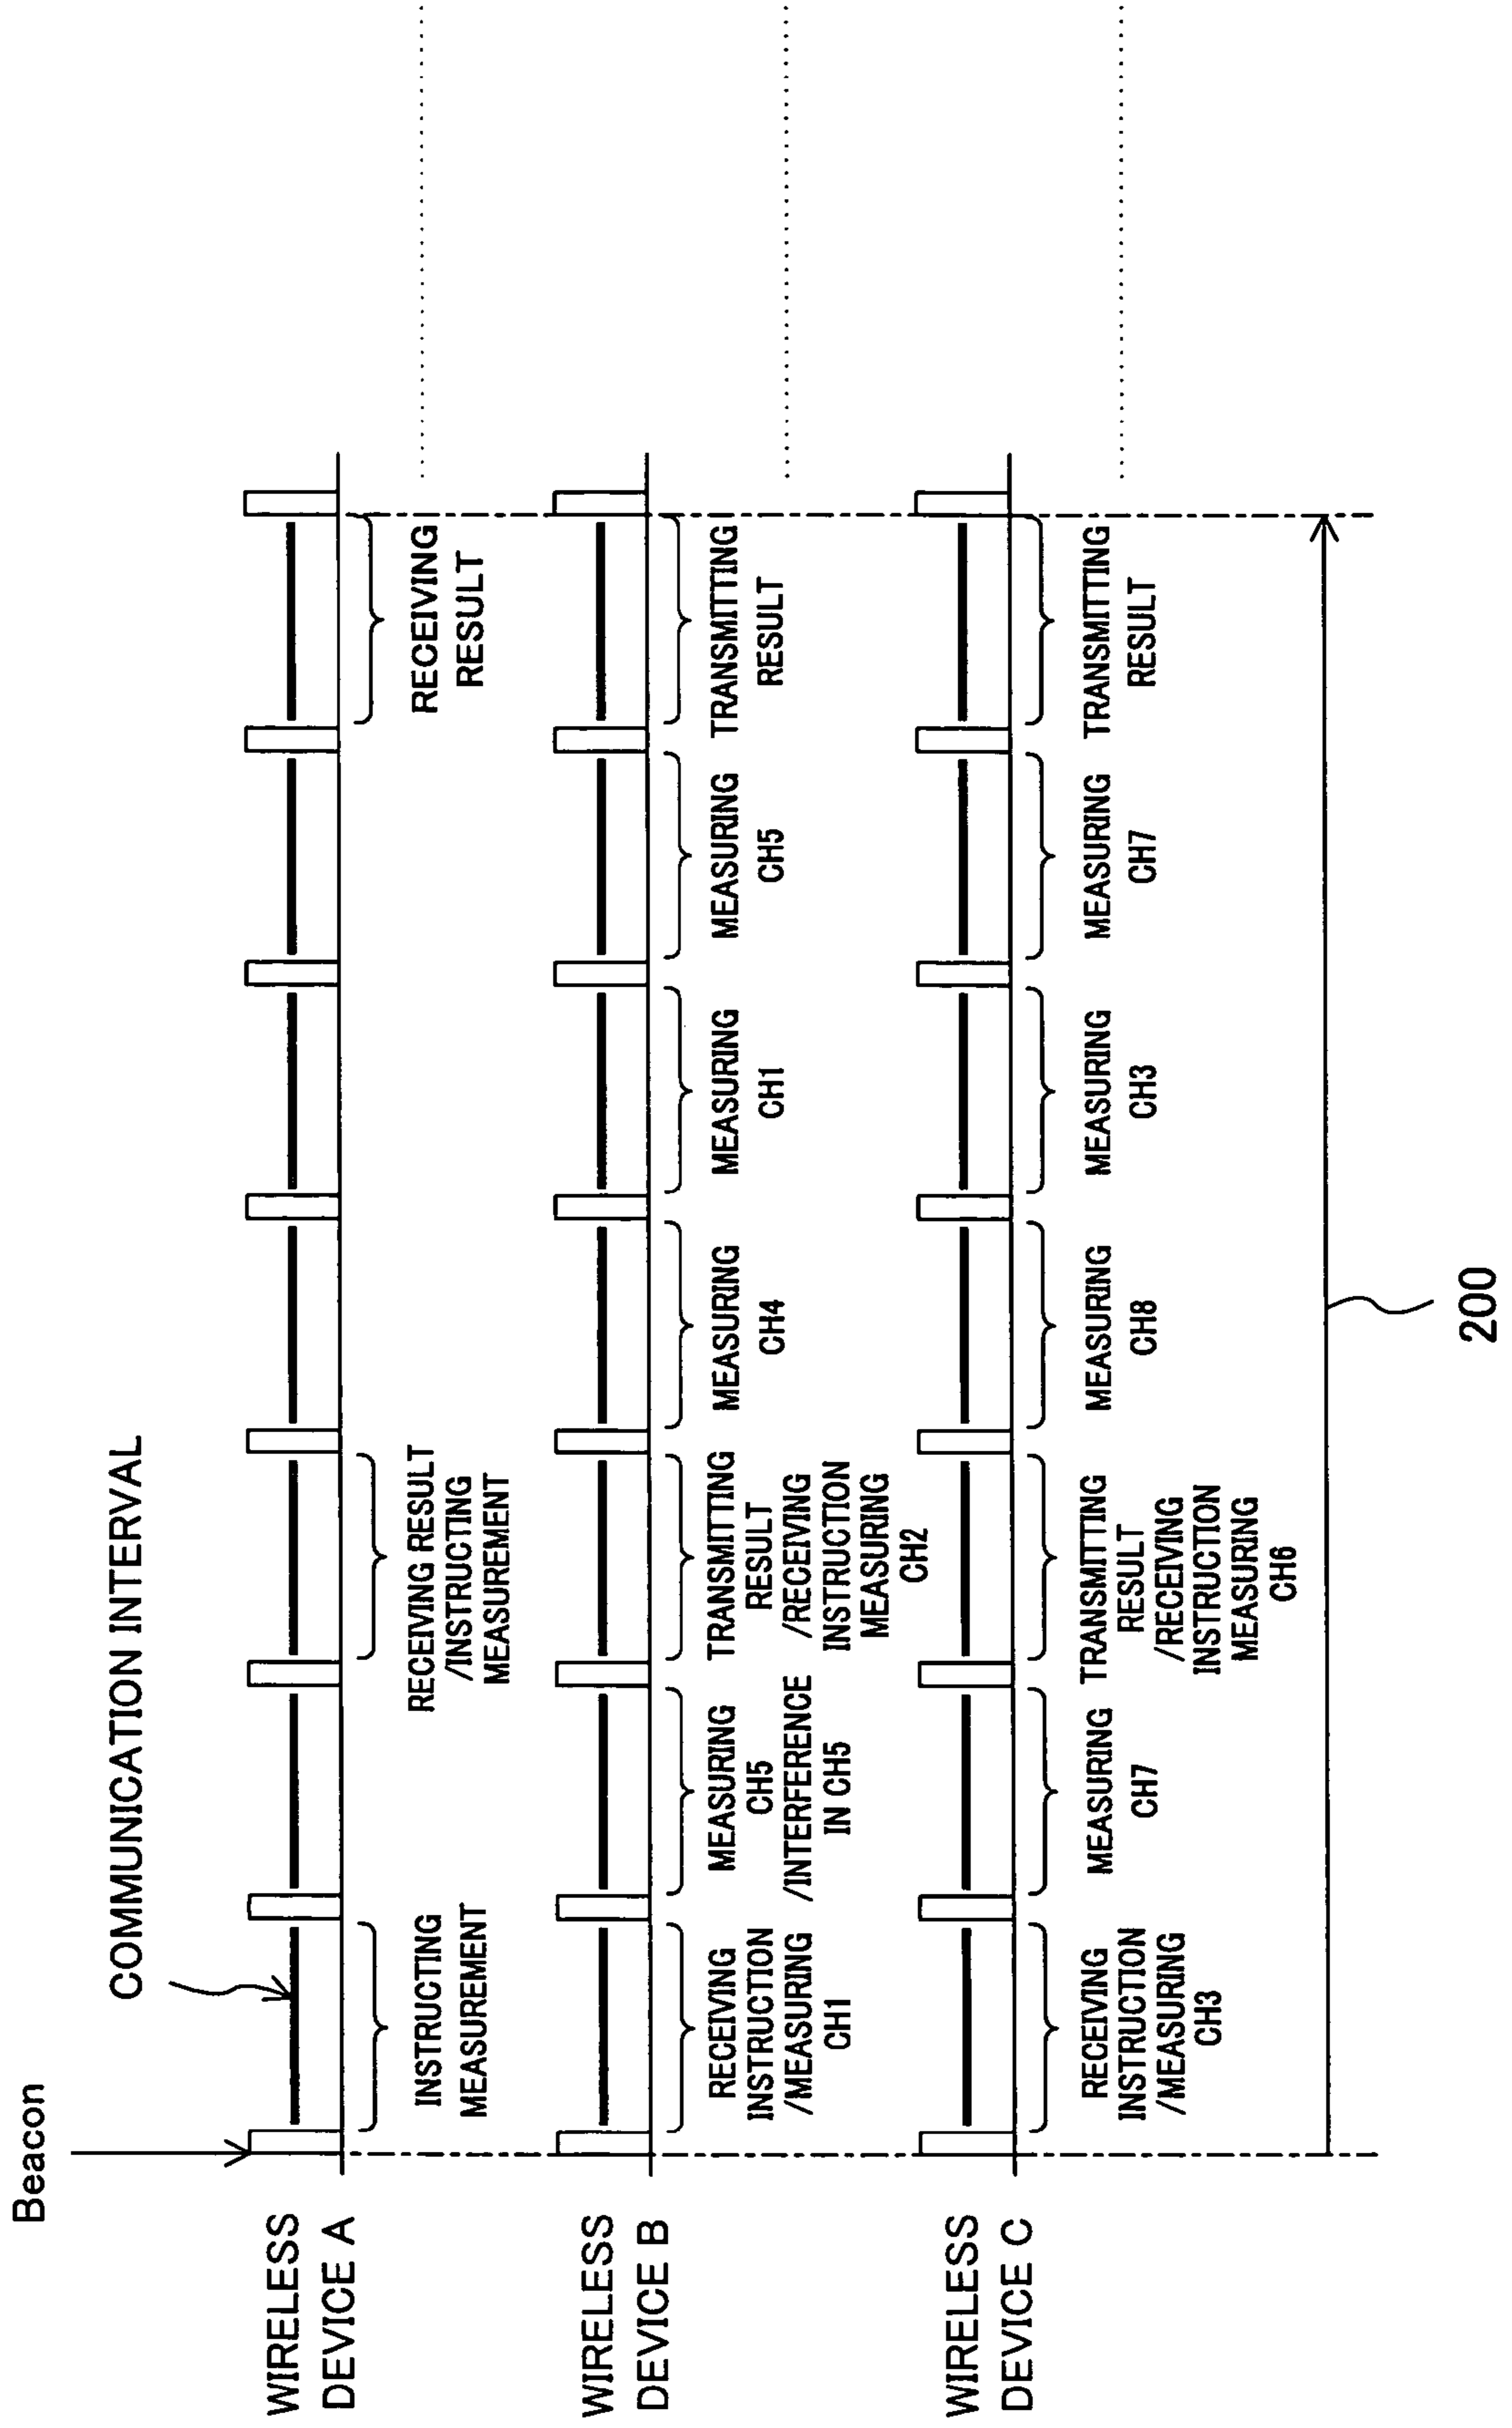 Beacon
COMMUNICATION INTERVAL
WIRELESS
DEVICE A
INSTRUCTING
MEASUREMENT
RECEIVING RESULT
/INSTRUCTING
MEASUREMENT
RECEIVING
RESULT
WIRELESS
DEVICE B
RECEIVING
INSTRUCTION
/MEASURING
CH1
MEASURING
CH5
/INTERFERENCE
IN CH5
TRANSMITTING
RESULT
/RECEIVING
INSTRUCTION
MEASURING
CH2
MEASURING
CH4
MEASURING
CH1
MEASURING
CH5
TRANSMITTING
RESULT
WIRELESS
DEVICE C
RECEIVING
INSTRUCTION
/MEASURING
CH3
MEASURING
CH7
TRANSMITTING
RESULT
/RECEIVING
INSTRUCTION
MEASURING
CH6
MEASURING
CH8
MEASURING
CH3
MEASURING
CH7
TRANSMITTING
RESULT
200